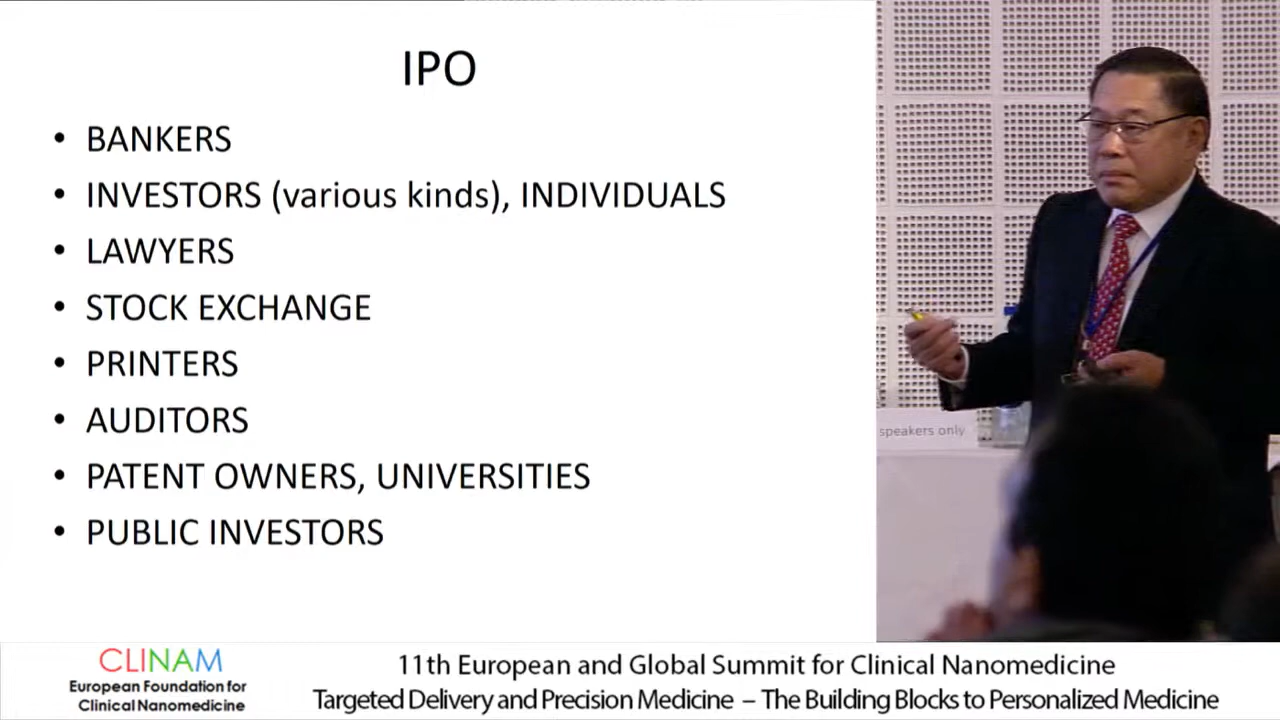 IPO
• BANKERS
• INVESTORS (various kinds), INDIVIDUALS
• LAWYERS
• STOCK EXCHANGE
• PRINTERS
• AUDITORS
• PATENT OWNERS, UNIVERSITIES
• PUBLIC INVESTORS
speakers only
CLINAM
European Foundation for
Clinical Nanomedicine
11th European and Global Summit for Clinical Nanomedicine
Targeted Delivery and Precision Medicine – The Building Blocks to Personalized Medicine